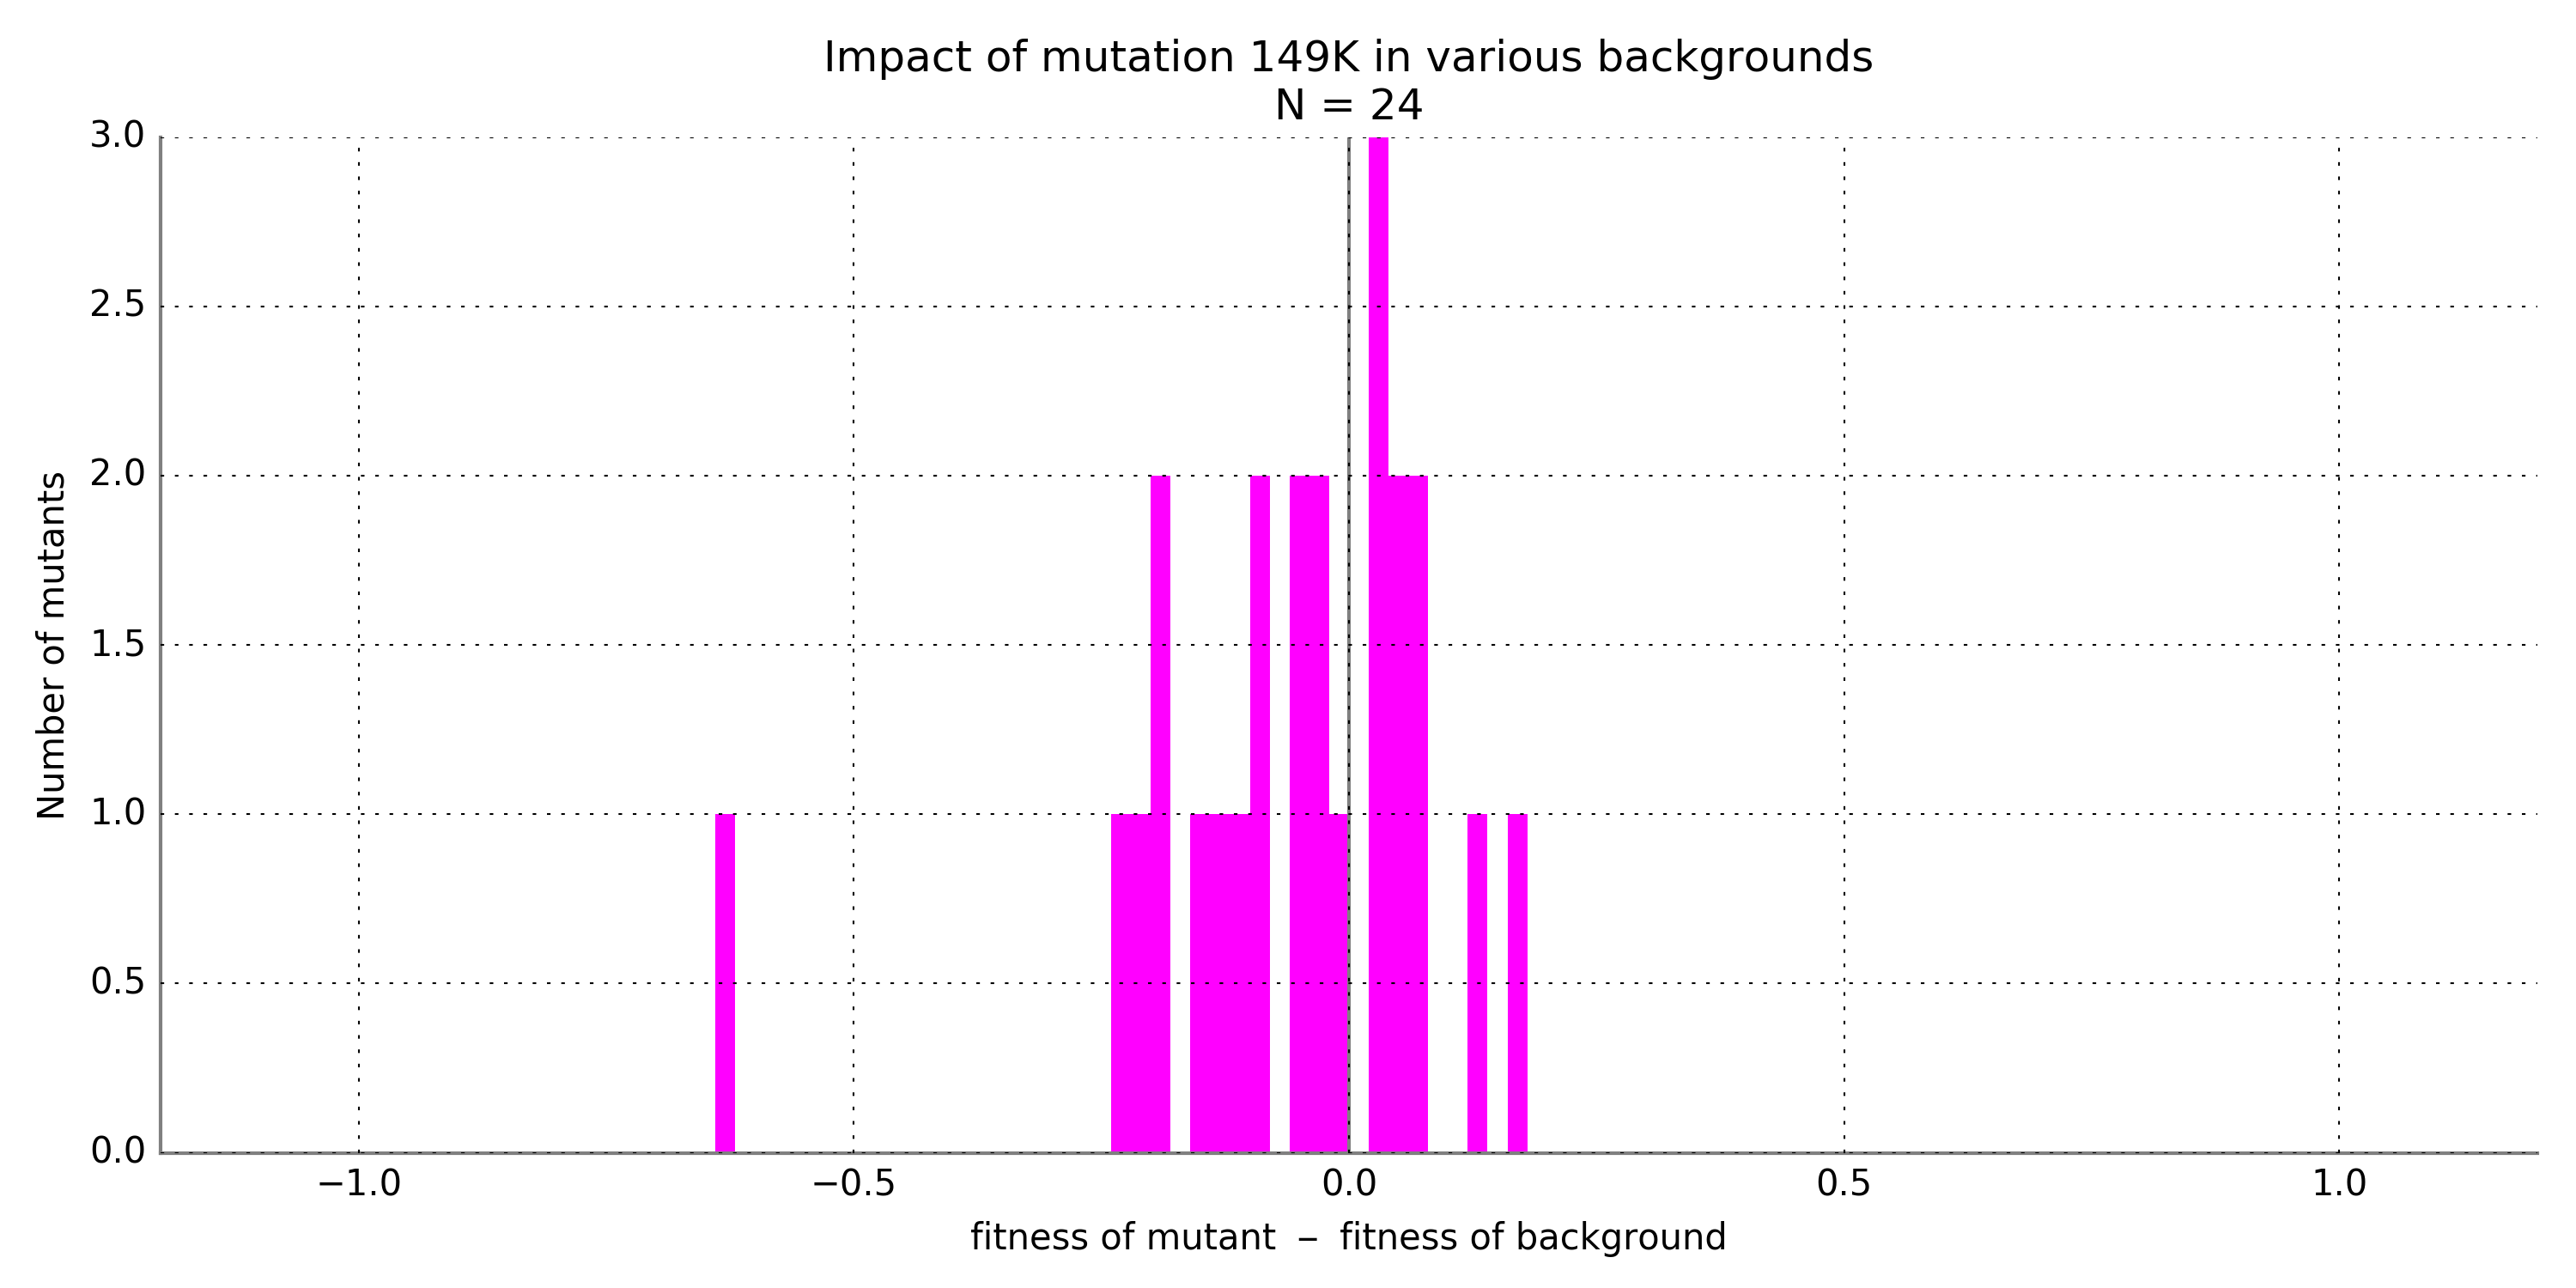 Impact of mutation 149K in various backgrounds
N = 24
3.0
2.5
2.0
1.5
1.0
0.5
0.0
Number of mutants
−1.0 −0.5 0.0 0.5 1.0
fitness of mutant – fitness of background